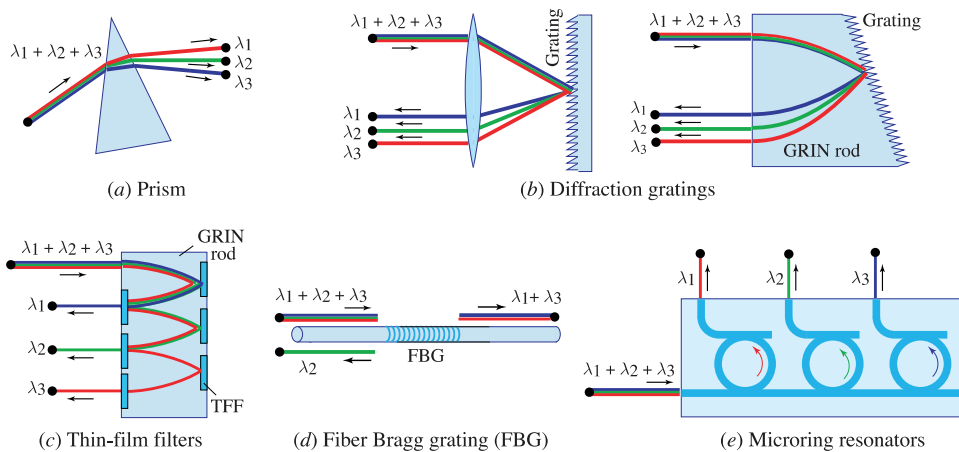 λ1 + λ2 + λ3
λ1
λ2
λ3
(a) Prism
λ1 + λ2 + λ3
Grating
λ1
λ2
λ3
λ1 + λ2 + λ3
Grating
λ1
λ2
λ3
GRIN rod
(b) Diffraction gratings
λ1 + λ2 + λ3
GRIN
rod
λ1
λ2
λ3
TFF
(c) Thin-film filters
λ1 + λ2 + λ3
λ1+ λ3
FBG
λ2
(d) Fiber Bragg grating (FBG)
λ1
λ2
λ3
λ1 + λ2 + λ3
(e) Microring resonators